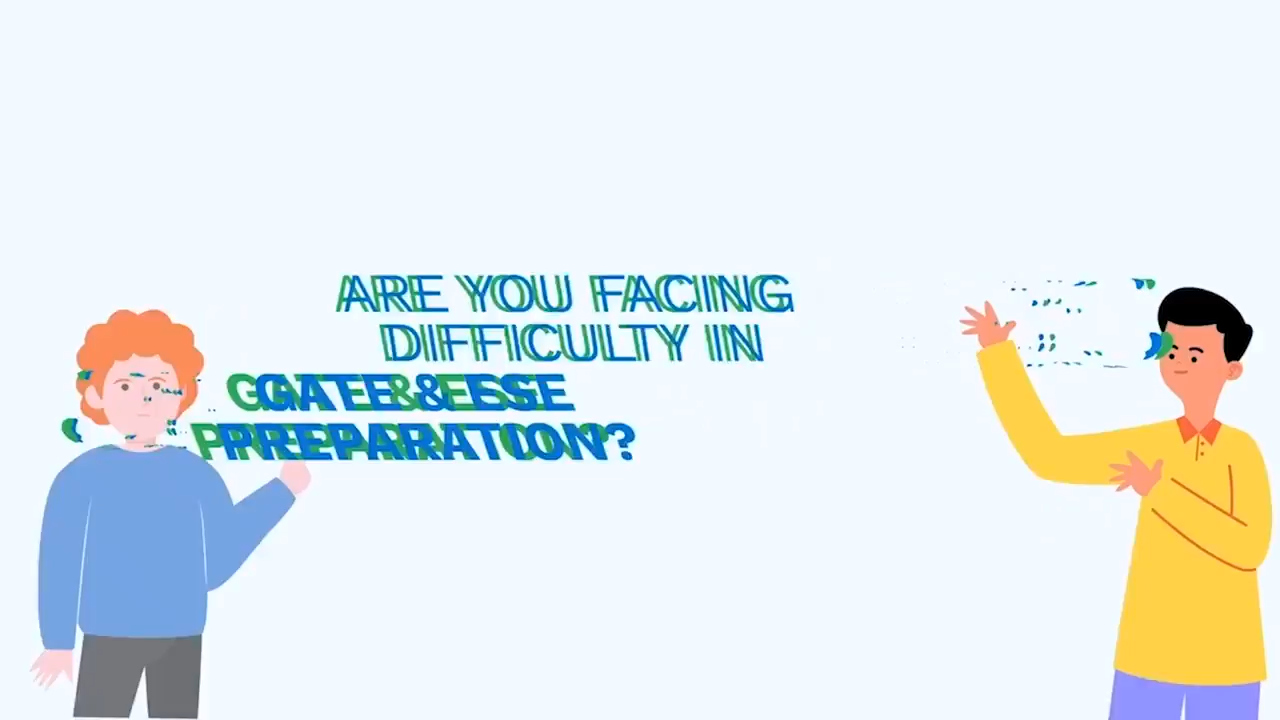 ARE YOU FACING
DIFFICULTY IN
GATE & ESE
PREPARATION?